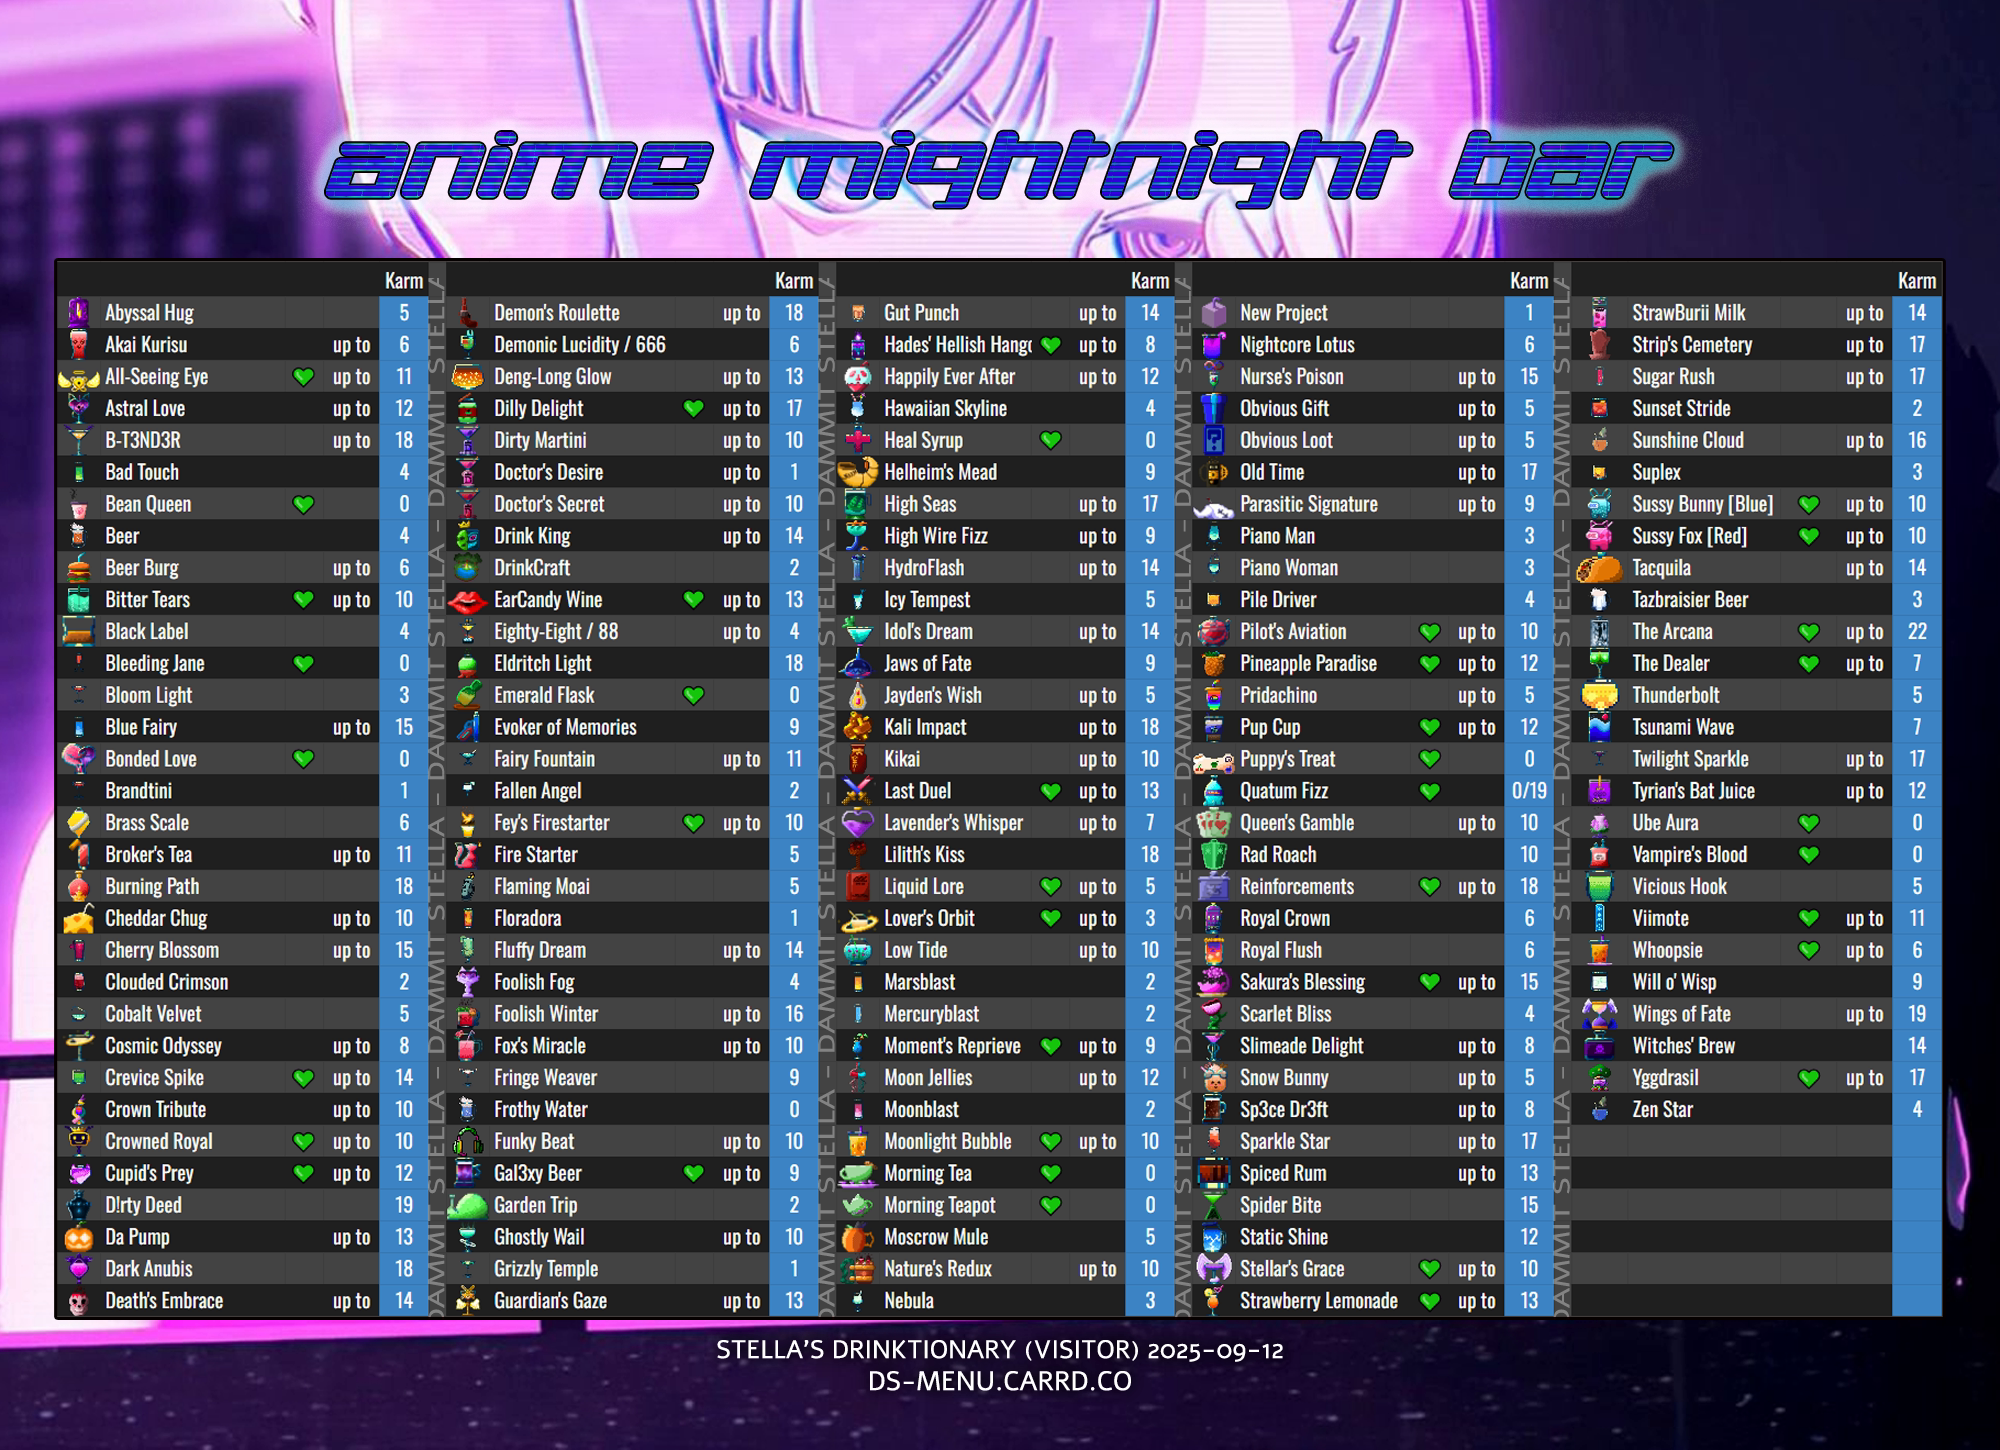 anime mightnight bar
Karm
Abyssal Hug 5
Akai Kurisu up to 6
All-Seeing Eye up to 11
Astral Love up to 12
B-T3ND3R up to 18
Bad Touch 4
Bean Queen 0
Beer 4
Beer Burg up to 6
Bitter Tears up to 10
Black Label 4
Bleeding Jane 0
Bloom Light 3
Blue Fairy up to 15
Bonded Love 0
Brandtini 1
Brass Scale 6
Broker's Tea up to 11
Burning Path 18
Cheddar Chug up to 10
Cherry Blossom up to 15
Clouded Crimson 2
Cobalt Velvet 5
Cosmic Odyssey up to 8
Crevice Spike up to 14
Crown Tribute up to 10
Crowned Royal up to 10
Cupid's Prey up to 12
D!rty Deed 19
Da Pump up to 13
Dark Anubis 18
Death's Embrace up to 14
DAMMIT STELLA - DAMMIT STELLA - DAMMIT STELLA
Karm
Demon's Roulette up to 18
Demonic Lucidity / 666 6
Deng-Long Glow up to 13
Dilly Delight up to 17
Dirty Martini up to 10
Doctor's Desire up to 1
Doctor's Secret up to 10
Drink King up to 14
DrinkCraft 2
EarCandy Wine up to 13
Eighty-Eight / 88 up to 4
Eldritch Light 18
Emerald Flask 0
Evoker of Memories 9
Fairy Fountain up to 11
Fallen Angel 2
Fey's Firestarter up to 10
Fire Starter 5
Flaming Moai 5
Floradora 1
Fluffy Dream up to 14
Foolish Fog 4
Foolish Winter up to 16
Fox's Miracle up to 10
Fringe Weaver 9
Frothy Water 0
Funky Beat up to 10
Gal3xy Beer up to 9
Garden Trip 2
Ghostly Wail up to 10
Grizzly Temple 1
Guardian's Gaze up to 13
DAMMIT STELLA - DAMMIT STELLA - DAMMIT STELLA
Karm
Gut Punch up to 14
Hades' Hellish Hang up to 8
Happily Ever After up to 12
Hawaiian Skyline 4
Heal Syrup 0
Helheim's Mead 9
High Seas up to 17
High Wire Fizz up to 9
HydroFlash up to 14
Icy Tempest 5
Idol's Dream up to 14
Jaws of Fate 9
Jayden's Wish up to 5
Kali Impact up to 18
Kikai up to 10
Last Duel up to 13
Lavender's Whisper up to 7
Lilith's Kiss 18
Liquid Lore up to 5
Lover's Orbit up to 3
Low Tide up to 10
Marsblast 2
Mercuryblast 2
Moment's Reprieve up to 9
Moon Jellies up to 12
Moonblast 2
Moonlight Bubble up to 10
Morning Tea 0
Morning Teapot 0
Moscrow Mule 5
Nature's Redux up to 10
Nebula 3
DAMMIT STELLA - DAMMIT STELLA - DAMMIT STELLA
Karm
New Project 1
Nightcore Lotus 6
Nurse's Poison up to 15
Obvious Gift up to 5
Obvious Loot up to 5
Old Time up to 17
Parasitic Signature up to 9
Piano Man 3
Piano Woman 3
Pile Driver 4
Pilot's Aviation up to 10
Pineapple Paradise up to 12
Pridachino up to 5
Pup Cup up to 12
Puppy's Treat 0
Quatum Fizz 0/19
Queen's Gamble up to 10
Rad Roach 10
Reinforcements up to 18
Royal Crown 6
Royal Flush 6
Sakura's Blessing up to 15
Scarlet Bliss 4
Slimeade Delight up to 8
Snow Bunny up to 5
Sp3ce Dr3ft up to 8
Sparkle Star up to 17
Spiced Rum up to 13
Spider Bite 15
Static Shine 12
Stellar's Grace up to 10
Strawberry Lemonade up to 13
DAMMIT STELLA - DAMMIT STELLA - DAMMIT STELLA
Karm
StrawBurii Milk up to 14
Strip's Cemetery up to 17
Sugar Rush up to 17
Sunset Stride 2
Sunshine Cloud up to 16
Suplex 3
Sussy Bunny [Blue] up to 10
Sussy Fox [Red] up to 10
Tacquila up to 14
Tazbraisier Beer 3
The Arcana up to 22
The Dealer up to 7
Thunderbolt 5
Tsunami Wave 7
Twilight Sparkle up to 17
Tyrian's Bat Juice up to 12
Ube Aura 0
Vampire's Blood 0
Vicious Hook 5
Viimote up to 11
Whoopsie up to 6
Will o' Wisp 9
Wings of Fate up to 19
Witches' Brew 14
Yggdrasil up to 17
Zen Star 4
STELLA'S DRINKTIONARY (VISITOR) 2025-09-12
DS-MENU.CARRD.CO